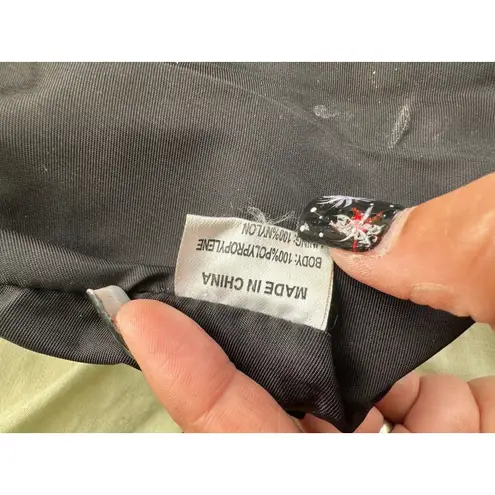 MADE IN CHINA
BODY: 100%POLYPROPYLENE
LINING: 100%NYLON